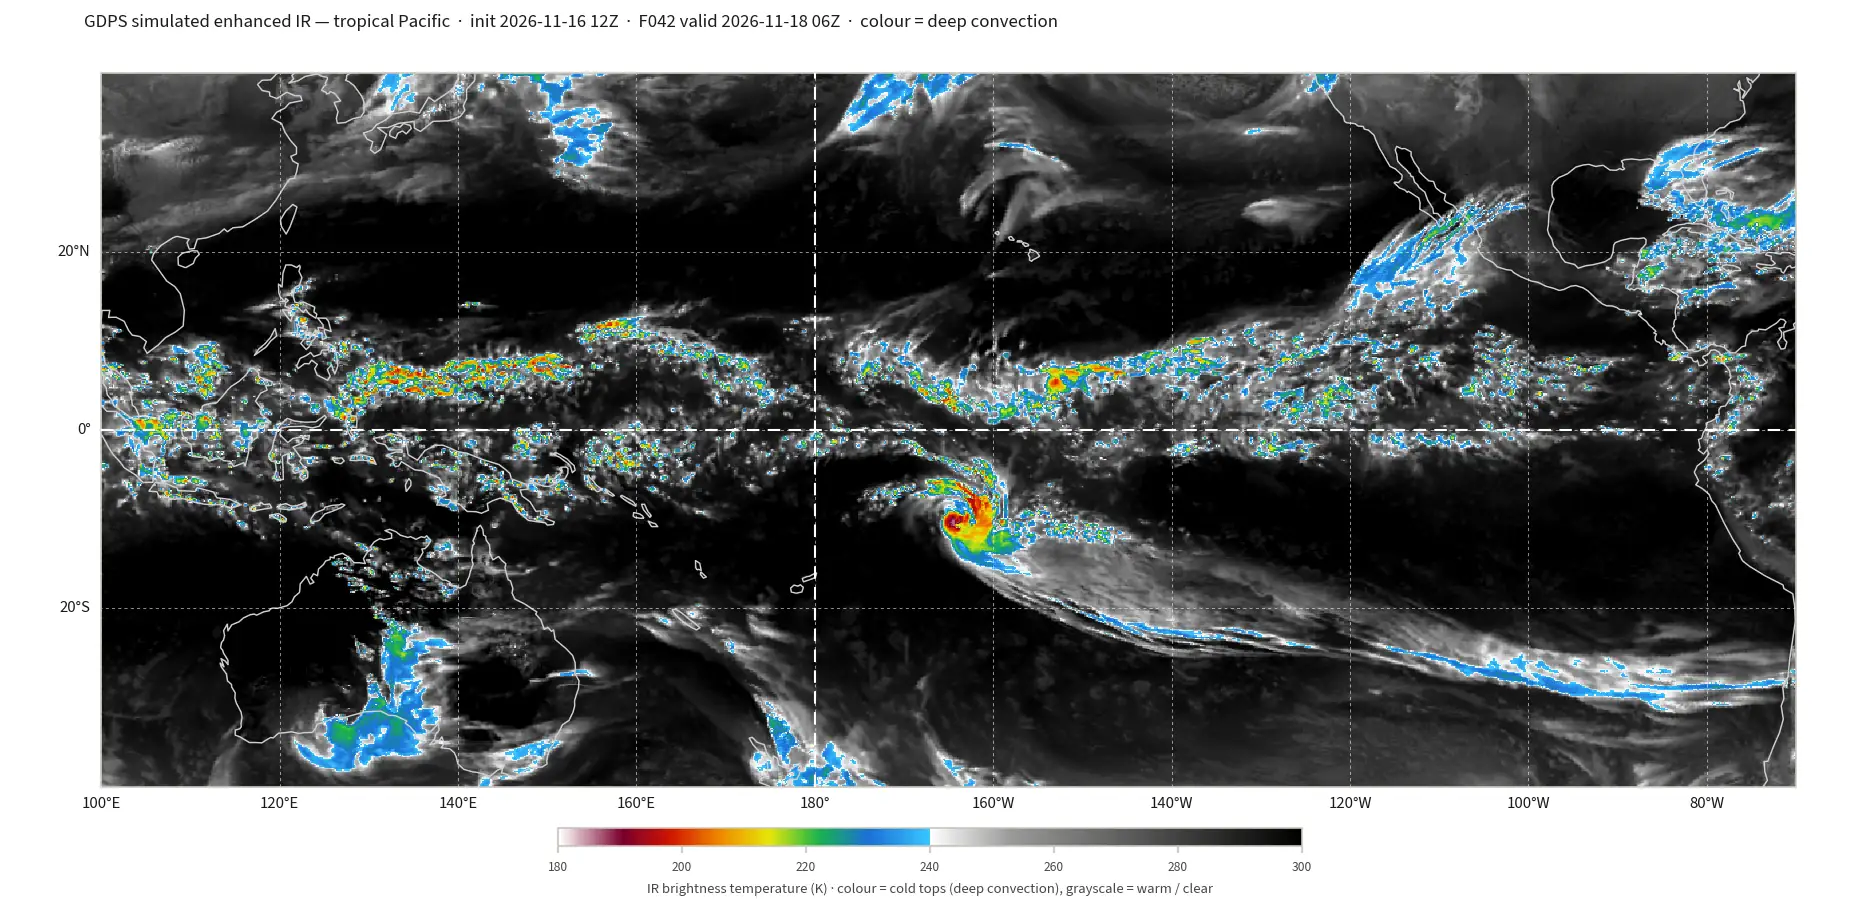 GDPS simulated enhanced IR — tropical Pacific · init 2026-11-16 12Z · F042 valid 2026-11-18 06Z · colour = deep convection
20°N
0°
20°S
100°E 120°E 140°E 160°E 180° 160°W 140°W 120°W 100°W 80°W
180 200 220 240 260 280 300
IR brightness temperature (K) · colour = cold tops (deep convection), grayscale = warm / clear